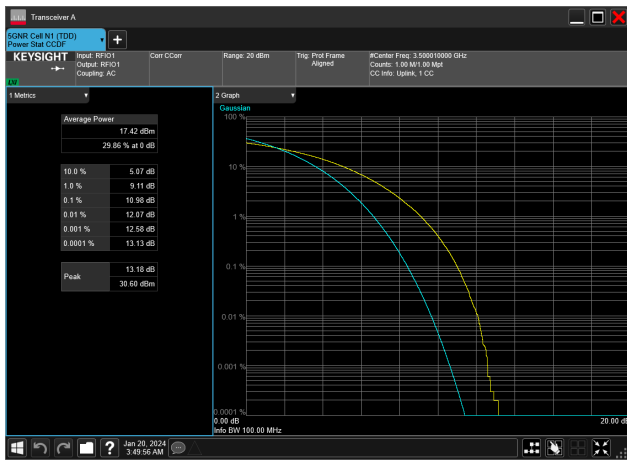 Transceiver A
5GNR Cell N1 (TDD)
Power Stat CCDF
KEYSIGHT
Input: RFIO1
Output: RFIO1
Coupling: AC
Corr CCorr
Range: 20 dBm
Trig: Prot Frame
Aligned
#Center Freq: 3.500010000 GHz
Counts: 1.00 M/1.00 Mpt
CC Info: Uplink, 1 CC
LXI
1 Metrics
Average Power
17.42 dBm
29.86 % at 0 dB
10.0 % 5.07 dB
1.0 % 9.11 dB
0.1 % 10.98 dB
0.01 % 12.07 dB
0.001 % 12.58 dB
0.0001 % 13.13 dB
Peak
13.18 dB
30.60 dBm
2 Graph
Gaussian
100 %
10 %
1 %
0.1 %
0.01 %
0.001 %
0.0001 %
0.00 dB
20.00 dB
Info BW 100.00 MHz
Jan 20, 2024
3:49:56 AM